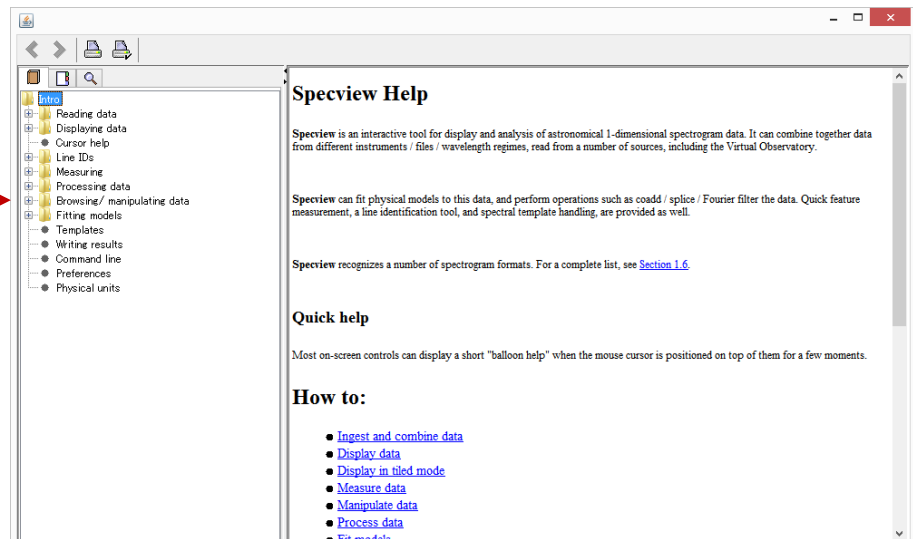 Intro
Reading data
Displaying data
Cursor help
Line IDs
Measuring
Processing data
Browsing/ manipulating data
Fitting models
Templates
Writing results
Command line
Preferences
Physical units
Specview Help
Specview is an interactive tool for display and analysis of astronomical 1-dimensional spectrogram data. It can combine together data
from different instruments / files / wavelength regimes, read from a number of sources, including the Virtual Observatory.
Specview can fit physical models to this data, and perform operations such as coadd / splice / Fourier filter the data. Quick feature
measurement, a line identification tool, and spectral template handling, are provided as well.
Specview recognizes a number of spectrogram formats. For a complete list, see Section 1.6.
Quick help
Most on-screen controls can display a short "balloon help" when the mouse cursor is positioned on top of them for a few moments.
How to:
Ingest and combine data
Display data
Display in tiled mode
Measure data
Manipulate data
Process data
Fit models